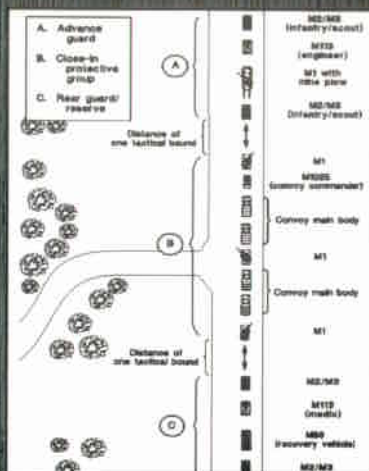 A. Advance
guard
B. Close-in
protective
group
C. Rear guard/
reserve
A
Distance of
one tactical bound
B
Distance of
one tactical bound
C
M2/M3
(infantry/scout)
M113
(engineer)
M1 with
mine plow
M2/M3
(infantry/scout)
M1
(convoy commander)
Convoy main body
M1
Convoy main body
M1
M2/M3
M113
(medic)
M88
(recovery vehicle)
M2/M3